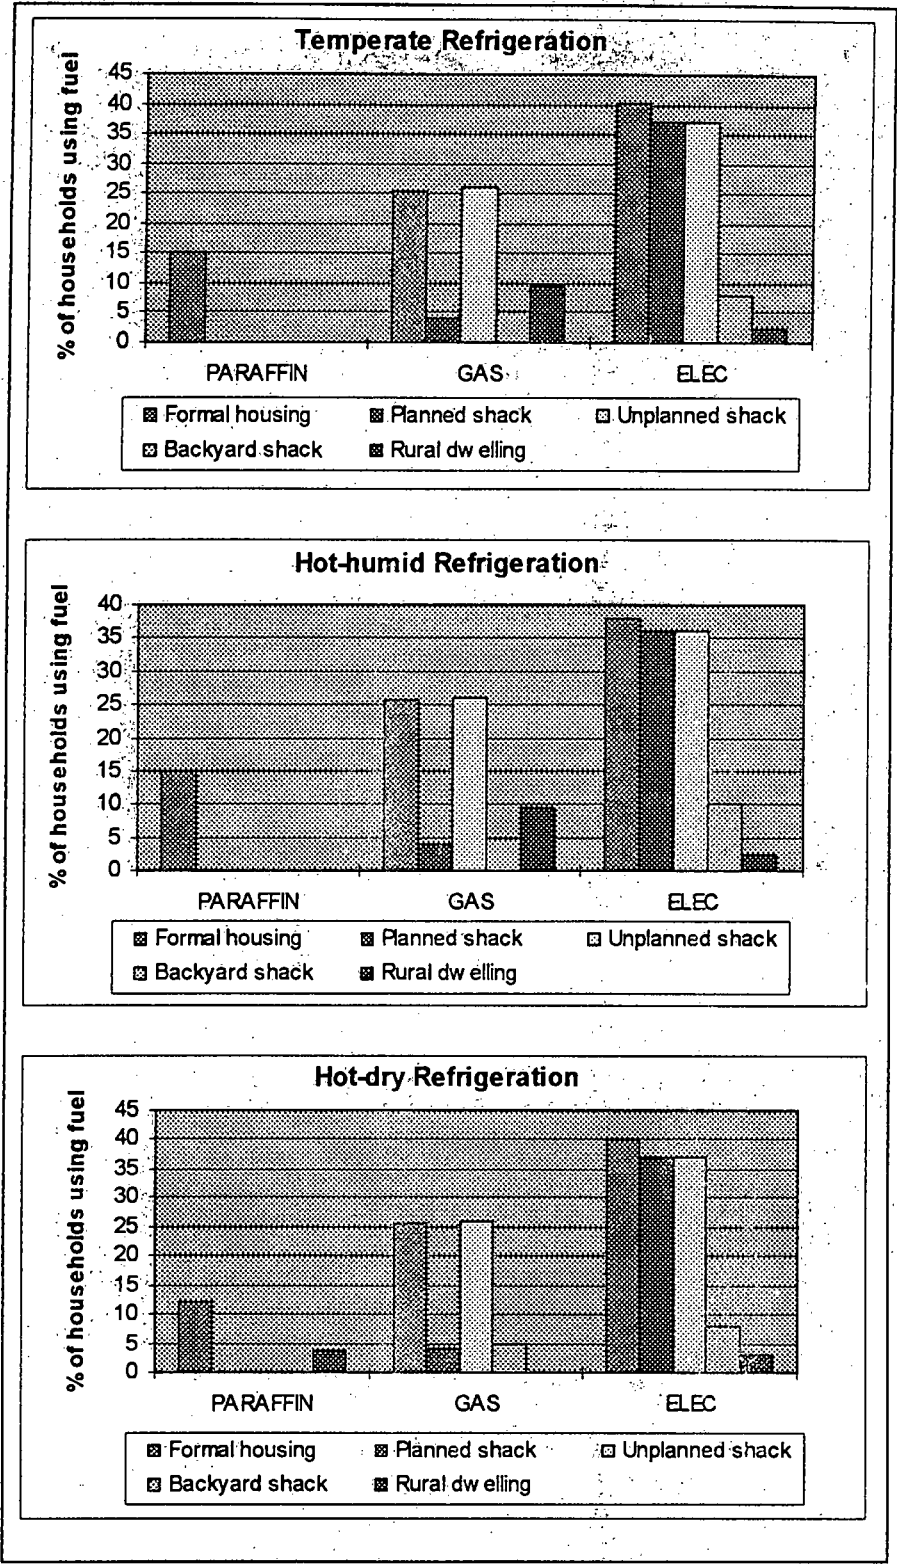 Temperate Refrigeration
% of households using fuel
45
40
35
30
25
20
15
10
5
0
PARAFFIN GAS ELEC
Formal housing Planned shack Unplanned shack
Backyard shack Rural dw elling
Hot-humid Refrigeration
% of households using fuel
40
35
30
25
20
15
10
5
0
PARAFFIN GAS ELEC
Formal housing Planned shack Unplanned shack
Backyard shack Rural dw elling
Hot-dry Refrigeration
% of households using fuel
45
40
35
30
25
20
15
10
5
0
PARAFFIN GAS ELEC
Formal housing Planned shack Unplanned shack
Backyard shack Rural dw elling